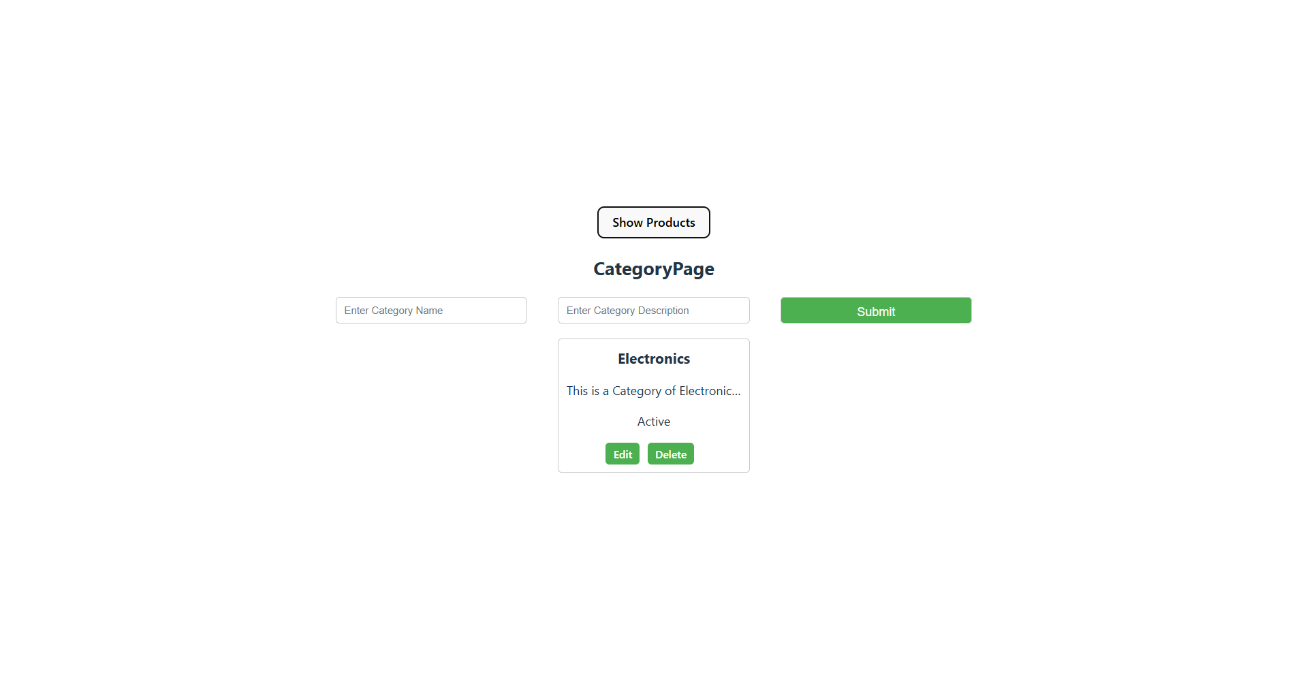 Show Products
CategoryPage
Enter Category Name
Enter Category Description
Submit
Electronics
This is a Category of Electronic...
Active
Edit Delete